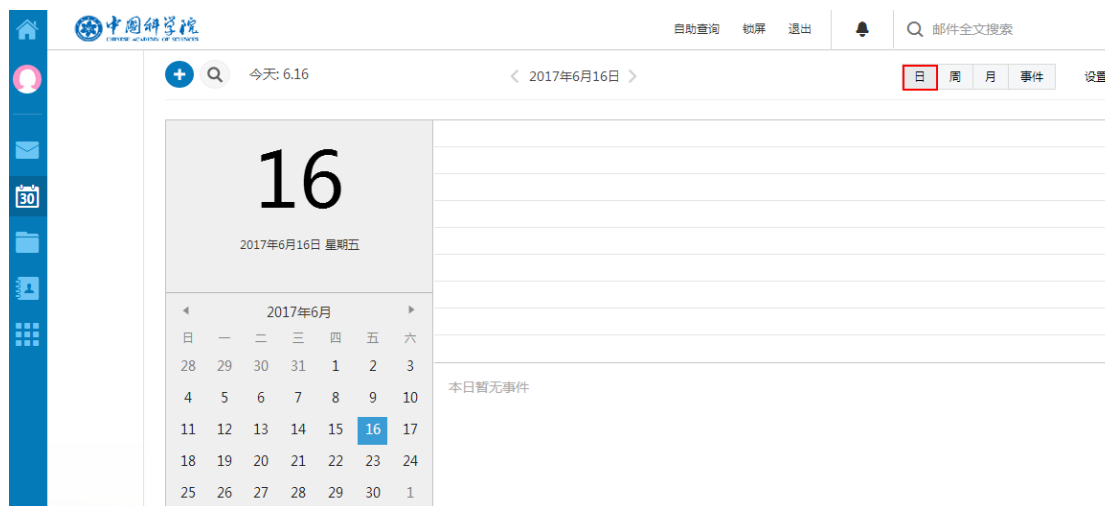 中国科学院 自助查询 锁屏 退出 邮件全文搜索
CHINESE ACADEMY OF SCIENCES
今天: 6.16 2017年6月16日 日 周 月 事件 设置
30
16
2017年6月16日 星期五
2017年6月
日 一 二 三 四 五 六
28 29 30 31 1 2 3
4 5 6 7 8 9 10
本日暂无事件
11 12 13 14 15 16 17
18 19 20 21 22 23 24
25 26 27 28 29 30 1